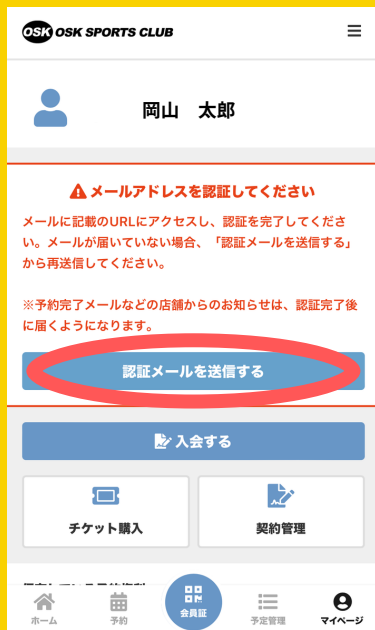 OSK OSK SPORTS CLUB
岡山 太郎
メールアドレスを認証してください
メールに記載のURLにアクセスし、認証を完了してくださ
い。メールが届いていない場合、「認証メールを送信する」
から再送信してください。
※予約完了メールなどの店舗からのお知らせは、認証完了後
に届くようになります。
認証メールを送信する
入会する
チケット購入
契約管理
ホーム
予約
会員証
予定管理
マイページ